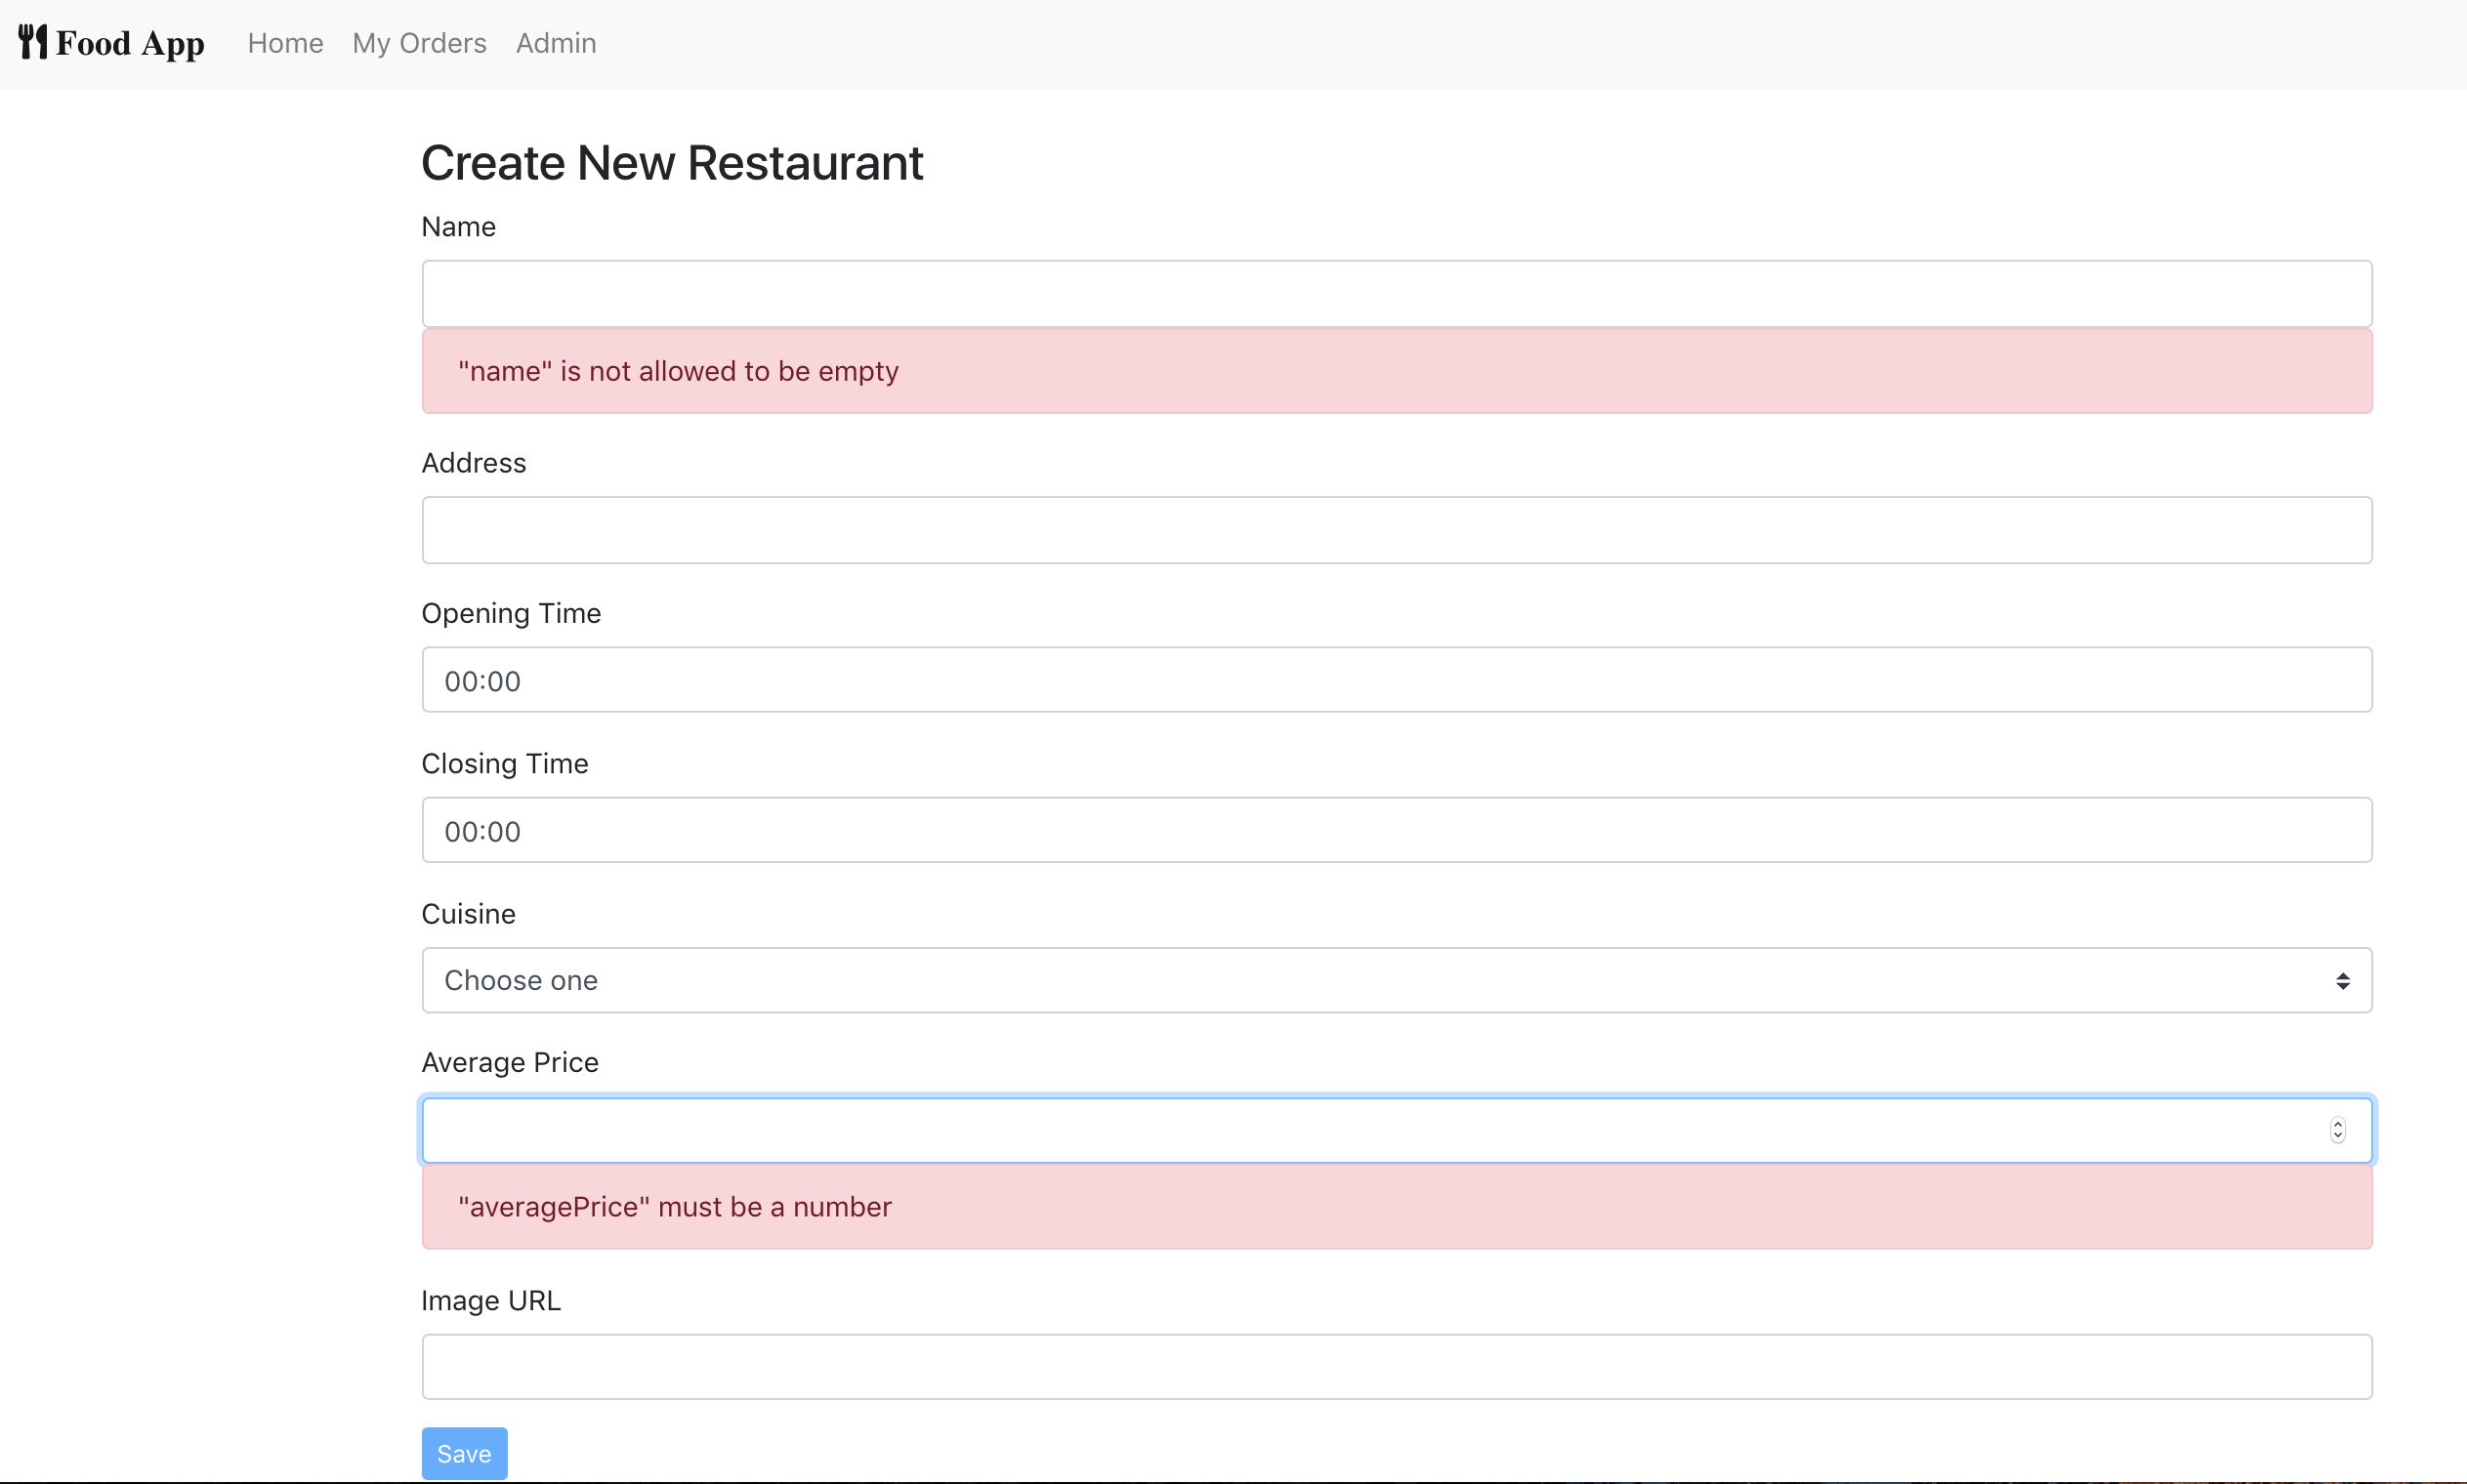 Food App Home My Orders Admin
Create New Restaurant
Name
"name" is not allowed to be empty
Address
Opening Time
00:00
Closing Time
00:00
Cuisine
Choose one
Average Price
"averagePrice" must be a number
Image URL
Save